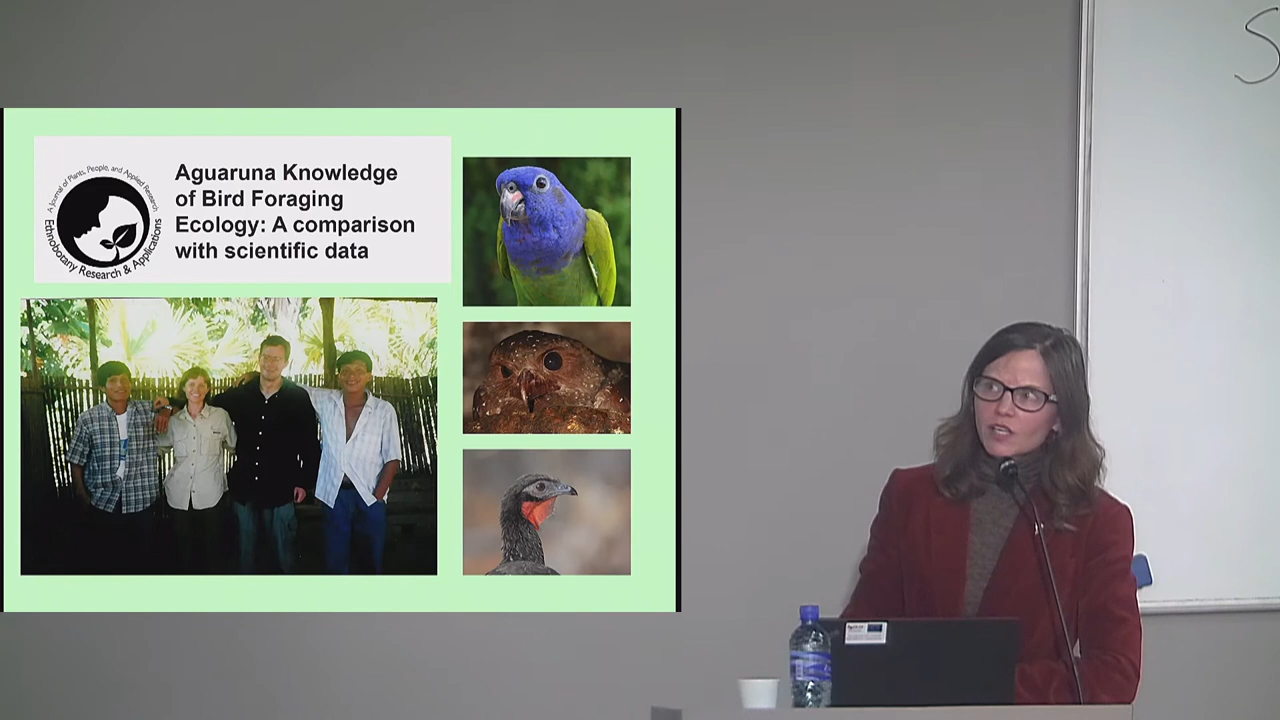 A Journal of Plants, People, and Applied Research
Ethnobotany Research & Applications
Aguaruna Knowledge
of Bird Foraging
Ecology: A comparison
with scientific data
S